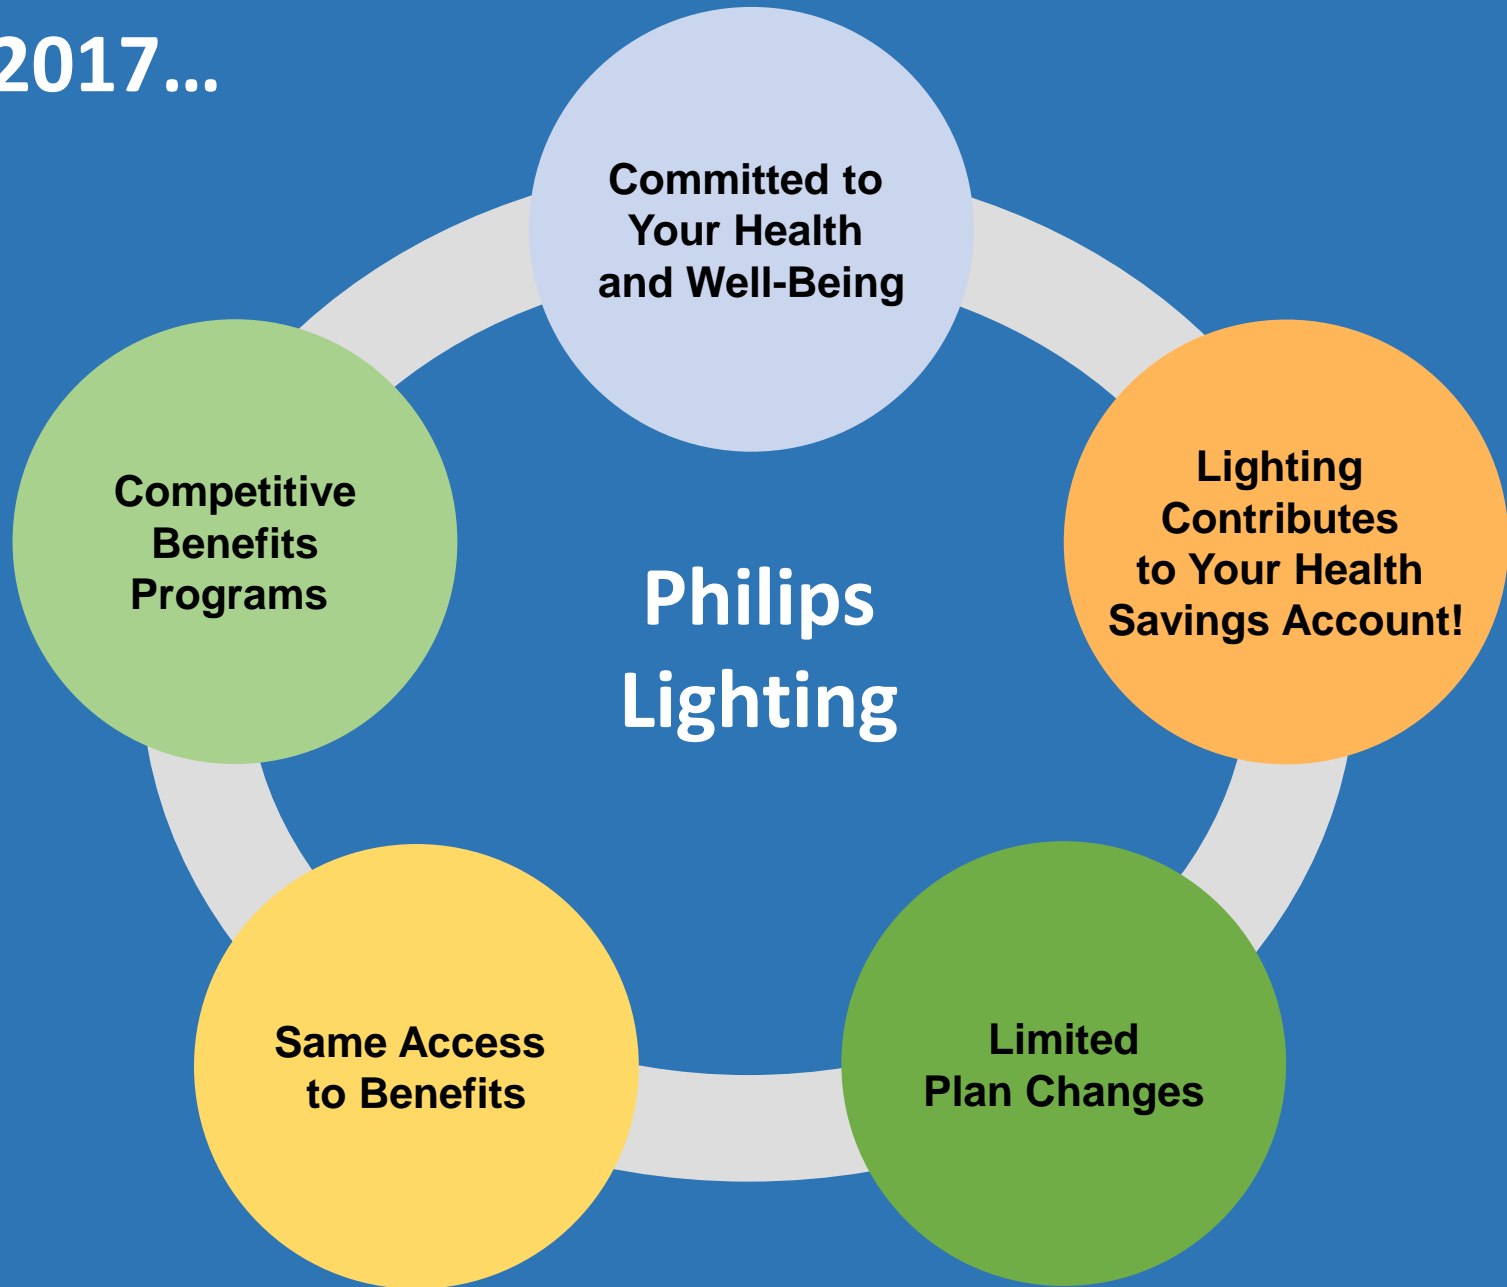 2017…
Committed to
Your Health
and Well-Being
Lighting
Contributes
to Your Health
Savings Account!
Limited
Plan Changes
Same Access
to Benefits
Competitive
Benefits
Programs
Philips
Lighting